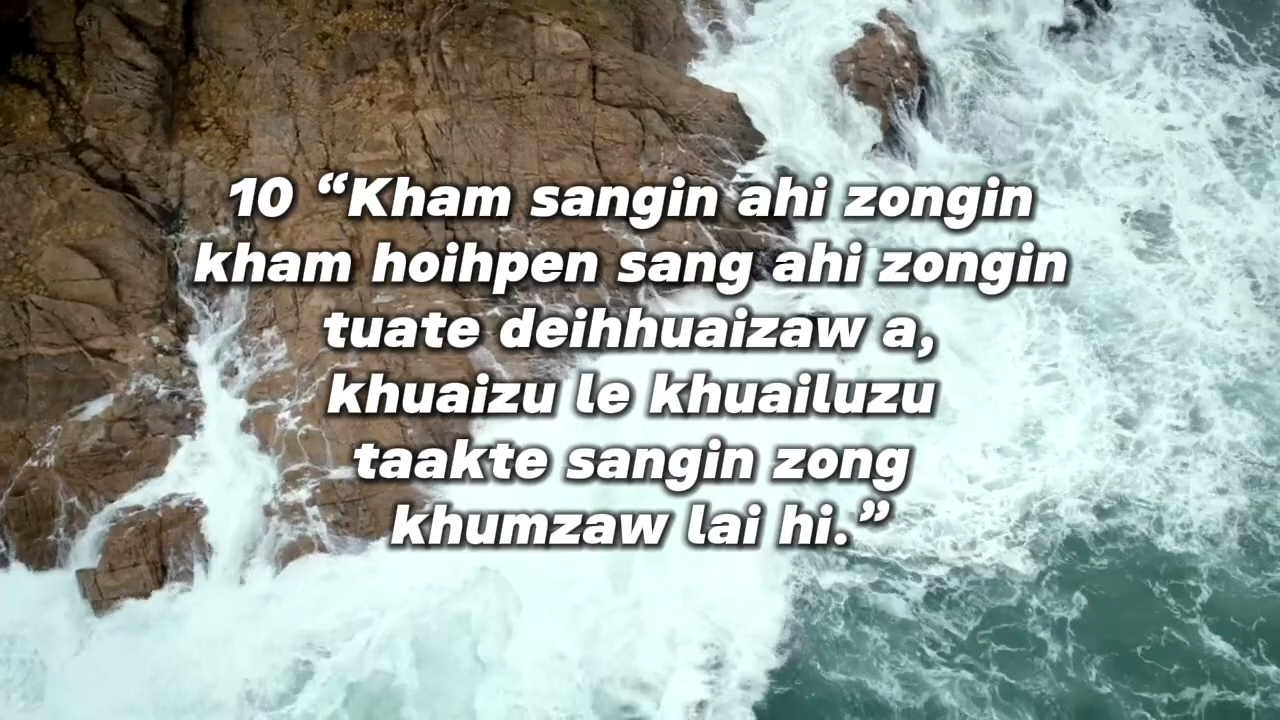 10 “Kham sangin ahi zongin
kham hoihpen sang ahi zongin
tuate deihhuaizaw a,
khuaizu le khuailuzu
taakte sangin zong
khumzaw lai hi.”